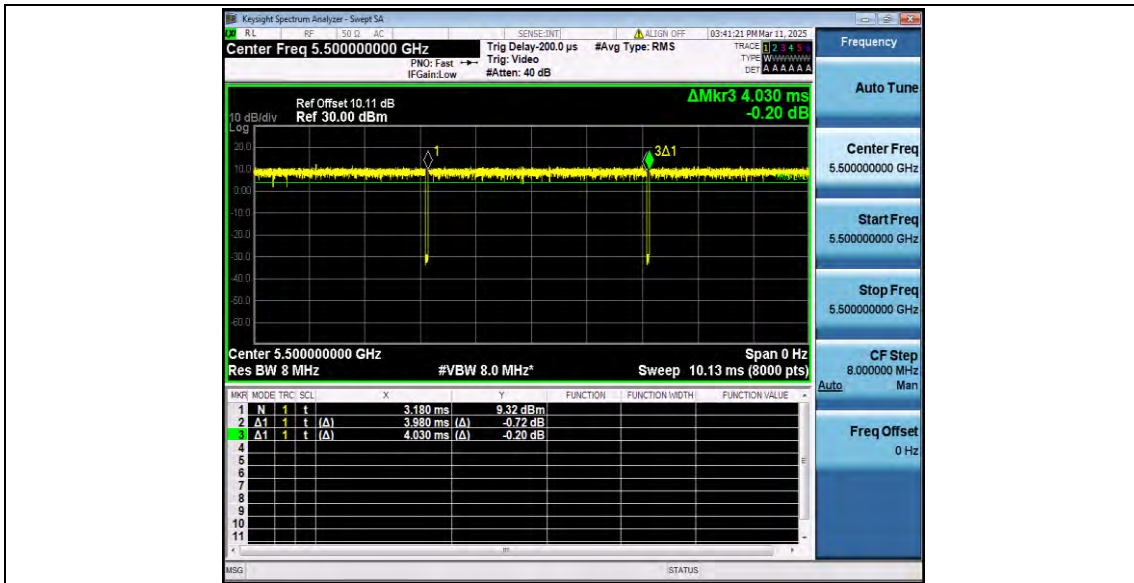 Keysight Spectrum Analyzer - Swept SA
RL RF 50 Ω AC SENSE:INT ALIGN OFF 03:41:21 PM Mar 11, 2025
Center Freq 5.500000000 GHz
PNO: Fast
IFGain:Low
Trig Delay-200.0 µs
Trig: Video
#Atten: 40 dB
#Avg Type: RMS
TRACE 1 2 3 4 5 6
TYPE WWWWWW
DET A A A A A A
ΔMkr3 4.030 ms
-0.20 dB
Ref Offset 10.11 dB
10 dB/div Ref 30.00 dBm
Log
20.0
10.0
0.00
-10.0
-20.0
-30.0
-40.0
-50.0
-60.0
1
3Δ1
Center 5.500000000 GHz Span 0 Hz
Res BW 8 MHz #VBW 8.0 MHz* Sweep 10.13 ms (8000 pts)
MKR MODE TRC SCL X Y FUNCTION FUNCTION WIDTH FUNCTION VALUE
1 N 1 t 3.180 ms 9.32 dBm
2 Δ1 1 t (Δ) 3.980 ms (Δ) -0.72 dB
3 Δ1 1 t (Δ) 4.030 ms (Δ) -0.20 dB
4
5
6
7
8
9
10
11
MSG STATUS
Frequency
Auto Tune
Center Freq
5.500000000 GHz
Start Freq
5.500000000 GHz
Stop Freq
5.500000000 GHz
CF Step
8.000000 MHz
Auto Man
Freq Offset
0 Hz